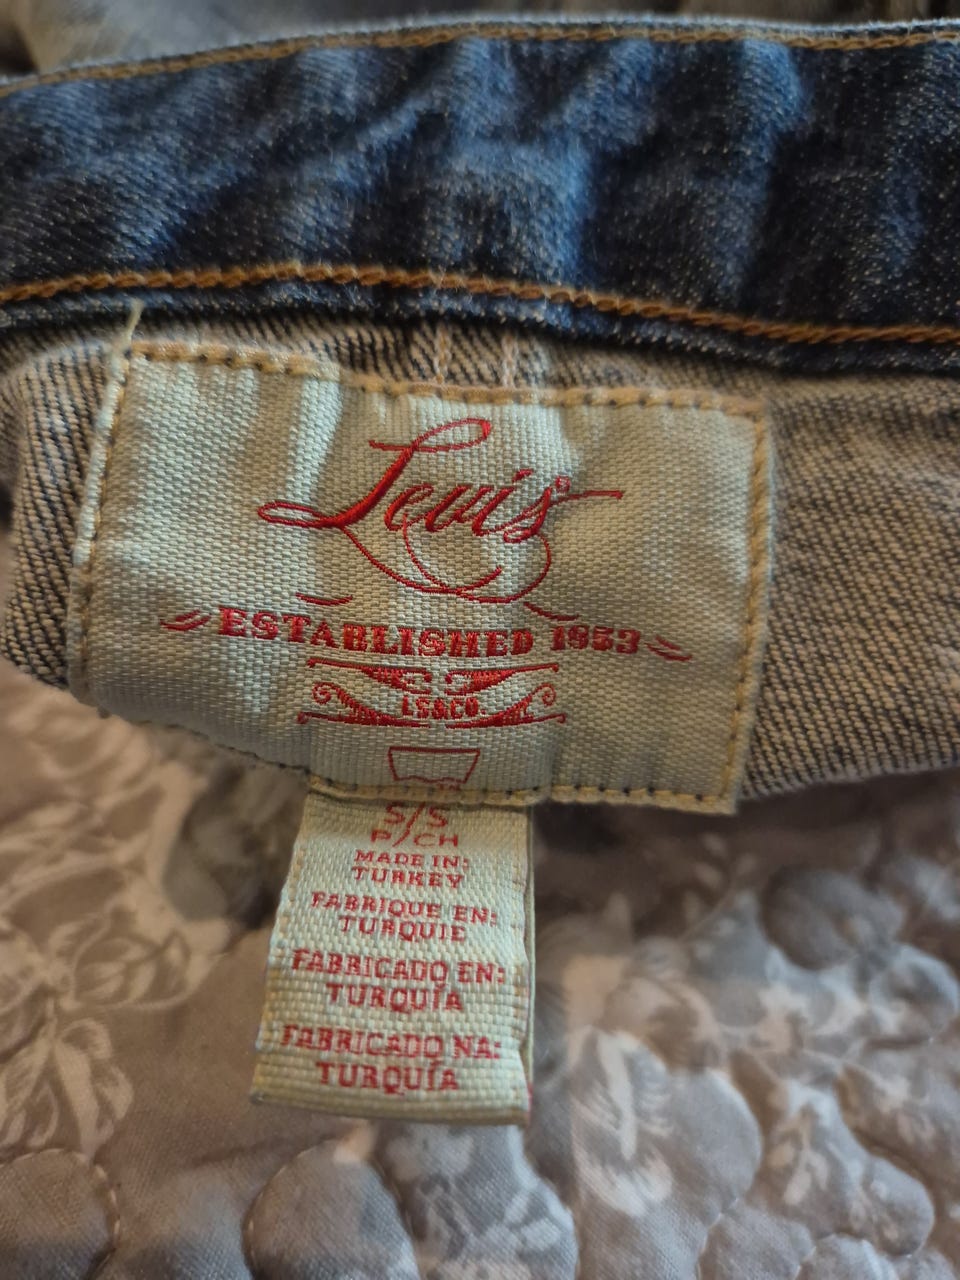 Levi's®
ESTABLISHED 1853
LS&CO.
S/S
P/CH
MADE IN:
TURKEY
FABRIQUE EN:
TURQUIE
FABRICADO EN:
TURQUÍA
FABRICADO NA:
TURQUÍA